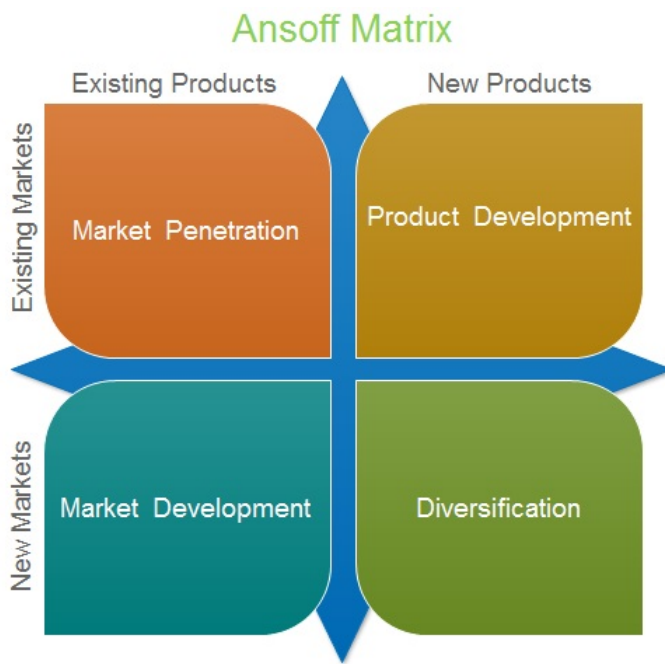 Ansoff Matrix
Existing Products
New Products
Existing Markets
Market Penetration
Product Development
New Markets
Market Development
Diversification